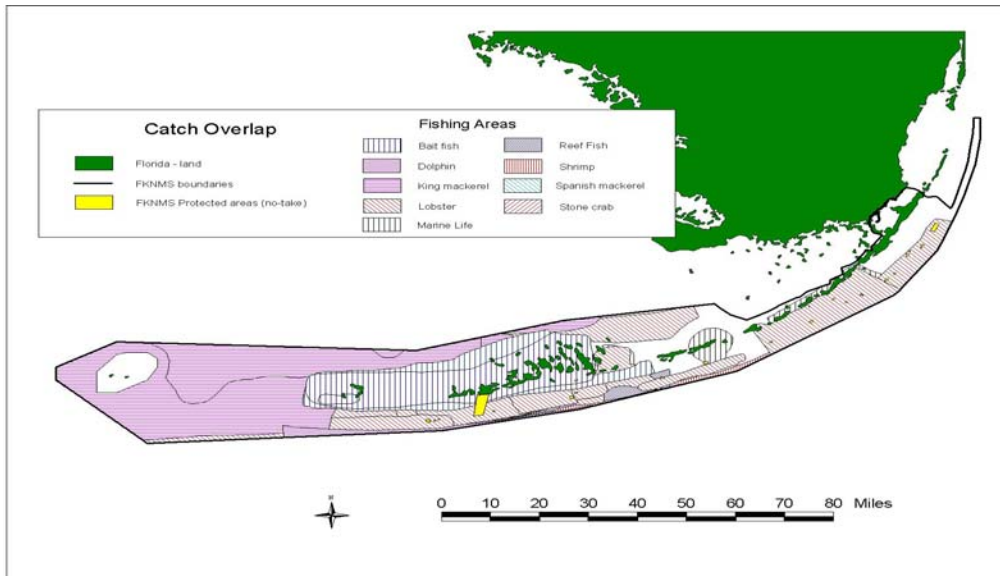 Catch Overlap
Florida - land
FKNMS boundaries
FKNMS Protected areas (no-take)
Fishing Areas
Bait fish
Dolphin
King mackerel
Lobster
Marine Life
Reef Fish
Shrimp
Spanish mackerel
Stone crab
N
0 10 20 30 40 50 60 70 80 Miles